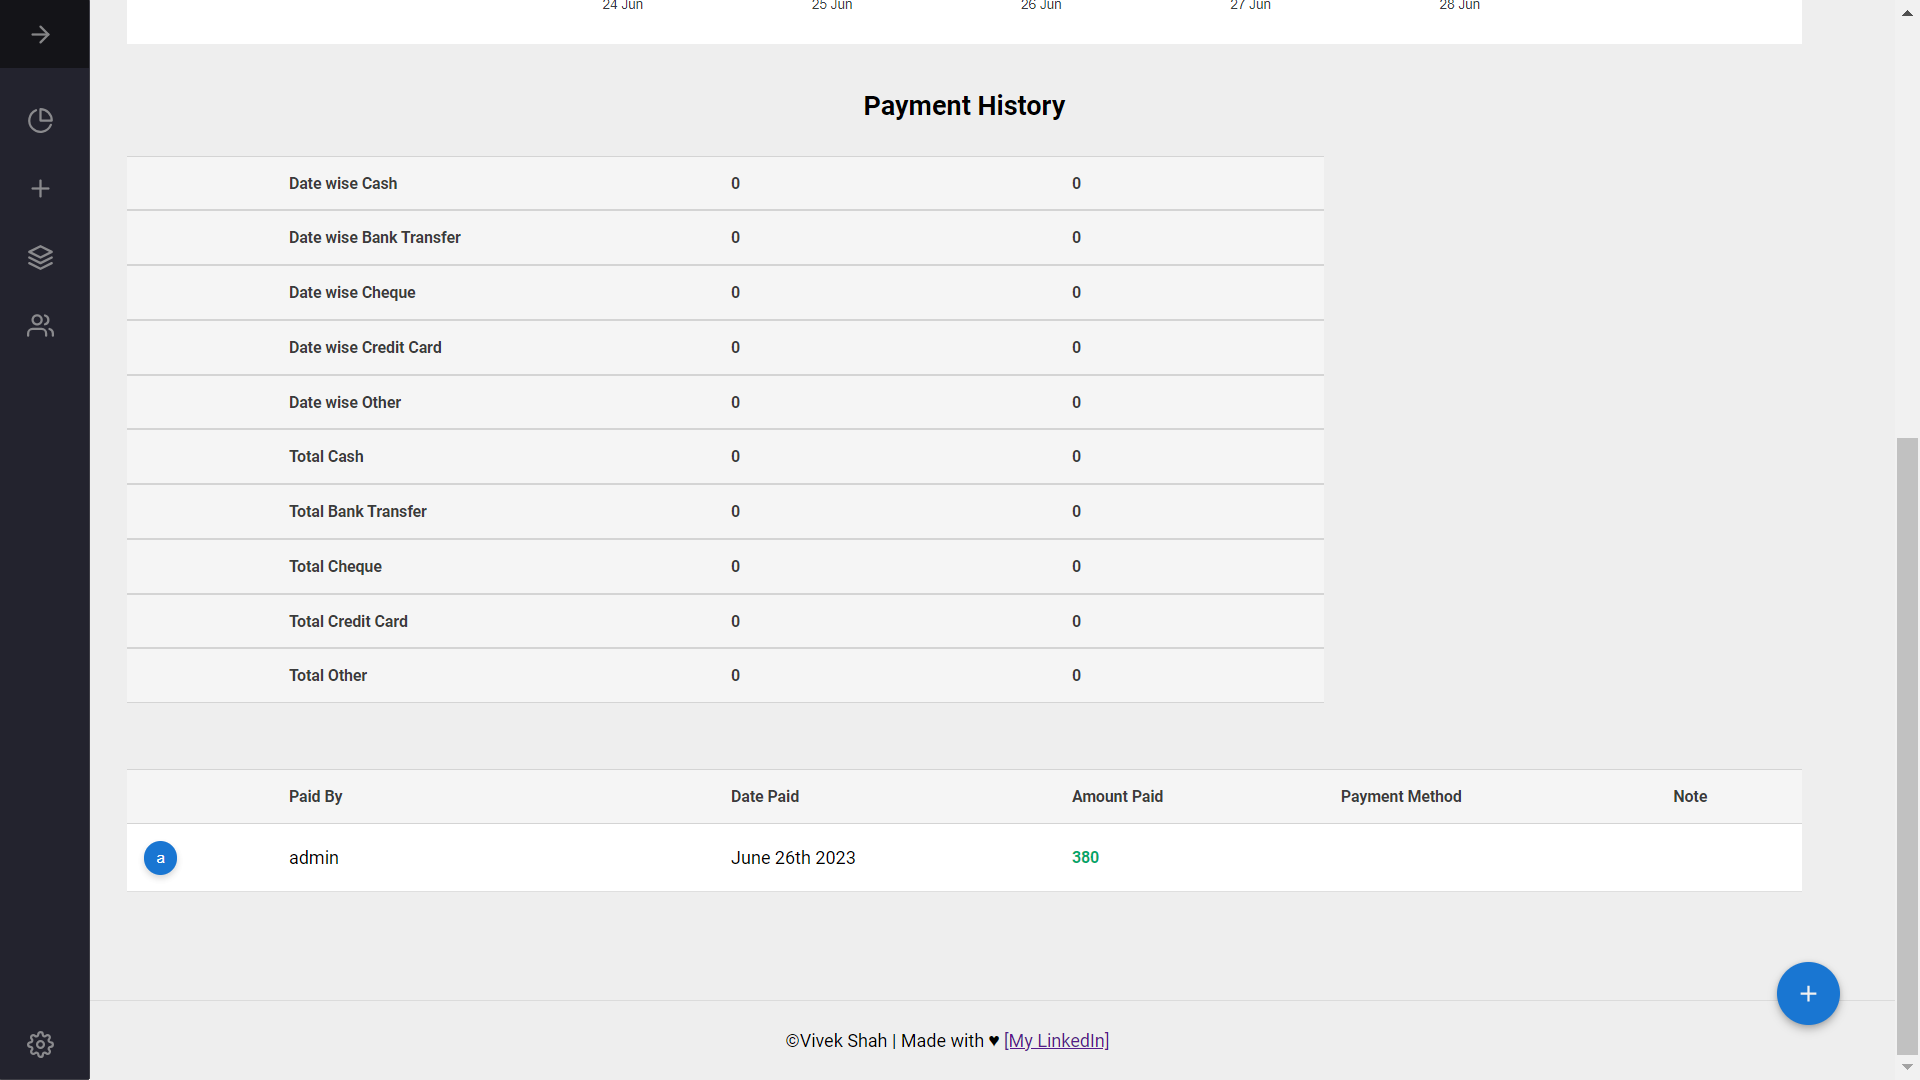 24 Jun 25 Jun 26 Jun 27 Jun 28 Jun
Payment History
Date wise Cash 0 0
Date wise Bank Transfer 0 0
Date wise Cheque 0 0
Date wise Credit Card 0 0
Date wise Other 0 0
Total Cash 0 0
Total Bank Transfer 0 0
Total Cheque 0 0
Total Credit Card 0 0
Total Other 0 0
Paid By Date Paid Amount Paid Payment Method Note
a admin June 26th 2023 380
©Vivek Shah | Made with ♥ [My LinkedIn]